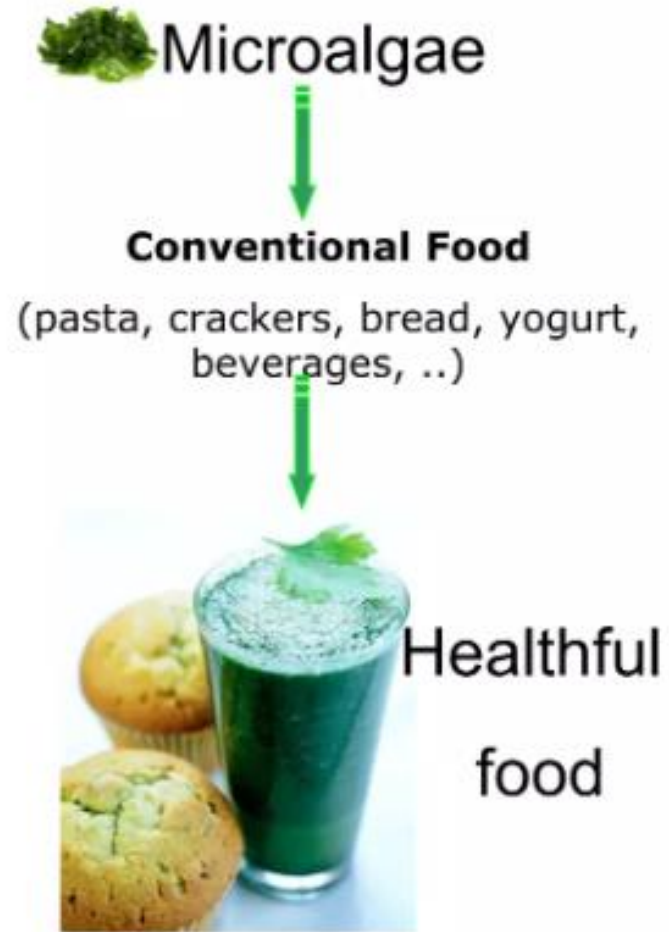 Microalgae
Conventional Food
(pasta, crackers, bread, yogurt,
beverages, ..)
Healthful
food